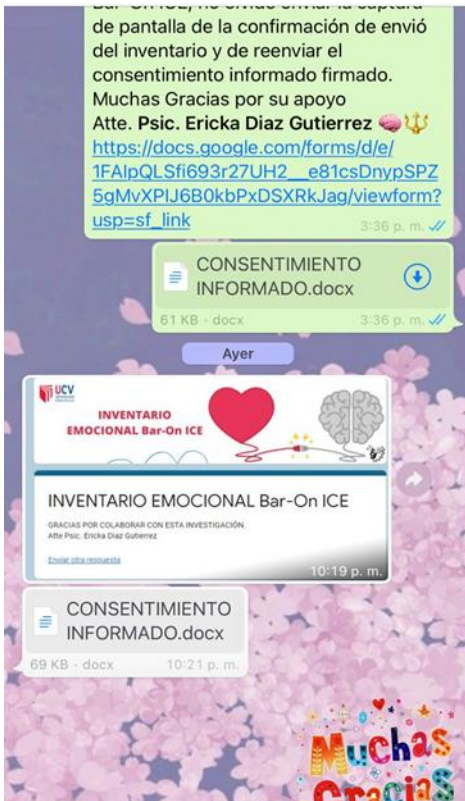 Bar-On ICE, no olvide enviar la captura
de pantalla de la confirmación de envió
del inventario y de reenviar el
consentimiento informado firmado.
Muchas Gracias por su apoyo
Atte. Psic. Ericka Diaz Gutierrez 🧠🔱
https://docs.google.com/forms/d/e/
1FAIpQLSfi693r27UH2__e81csDnypSPZ
5gMvXPIJ6B0kbPxDSXRkJag/viewform?
usp=sf_link
3:36 p. m.
CONSENTIMIENTO
INFORMADO.docx
61 KB · docx
3:36 p. m.
Ayer
UCV
INVENTARIO
EMOCIONAL Bar-On ICE
INVENTARIO EMOCIONAL Bar-On ICE
GRACIAS POR COLABORAR CON ESTA INVESTIGACIÓN.
Atte Psic. Ericka Diaz Gutierrez
Enviar otra respuesta
10:19 p. m.
CONSENTIMIENTO
INFORMADO.docx
69 KB · docx
10:21 p. m.
Muchas
Gracias